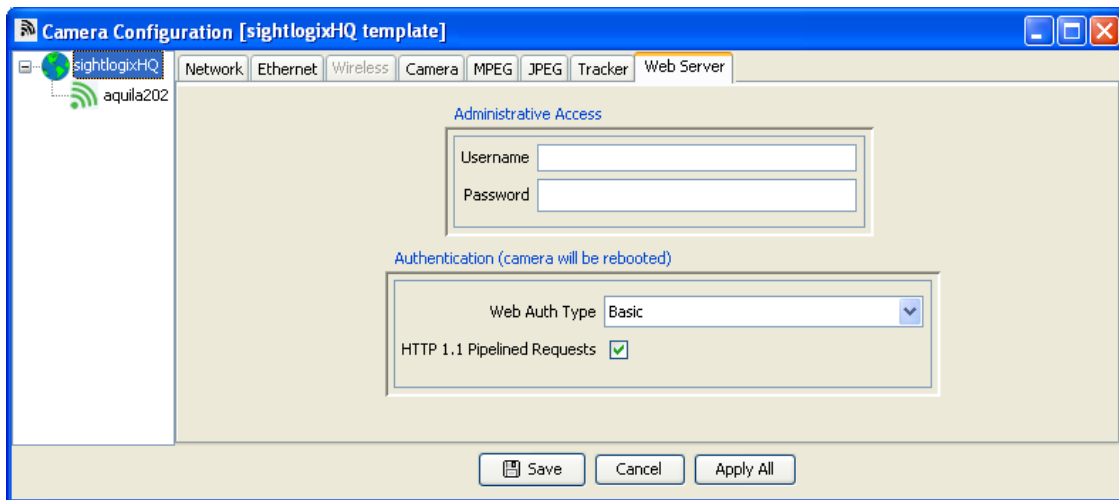 Camera Configuration [sightlogixHQ template]
sightlogixHQ
aquila202
Network Ethernet Wireless Camera MPEG JPEG Tracker Web Server
Administrative Access
Username
Password
Authentication (camera will be rebooted)
Web Auth Type Basic
HTTP 1.1 Pipelined Requests
Save Cancel Apply All